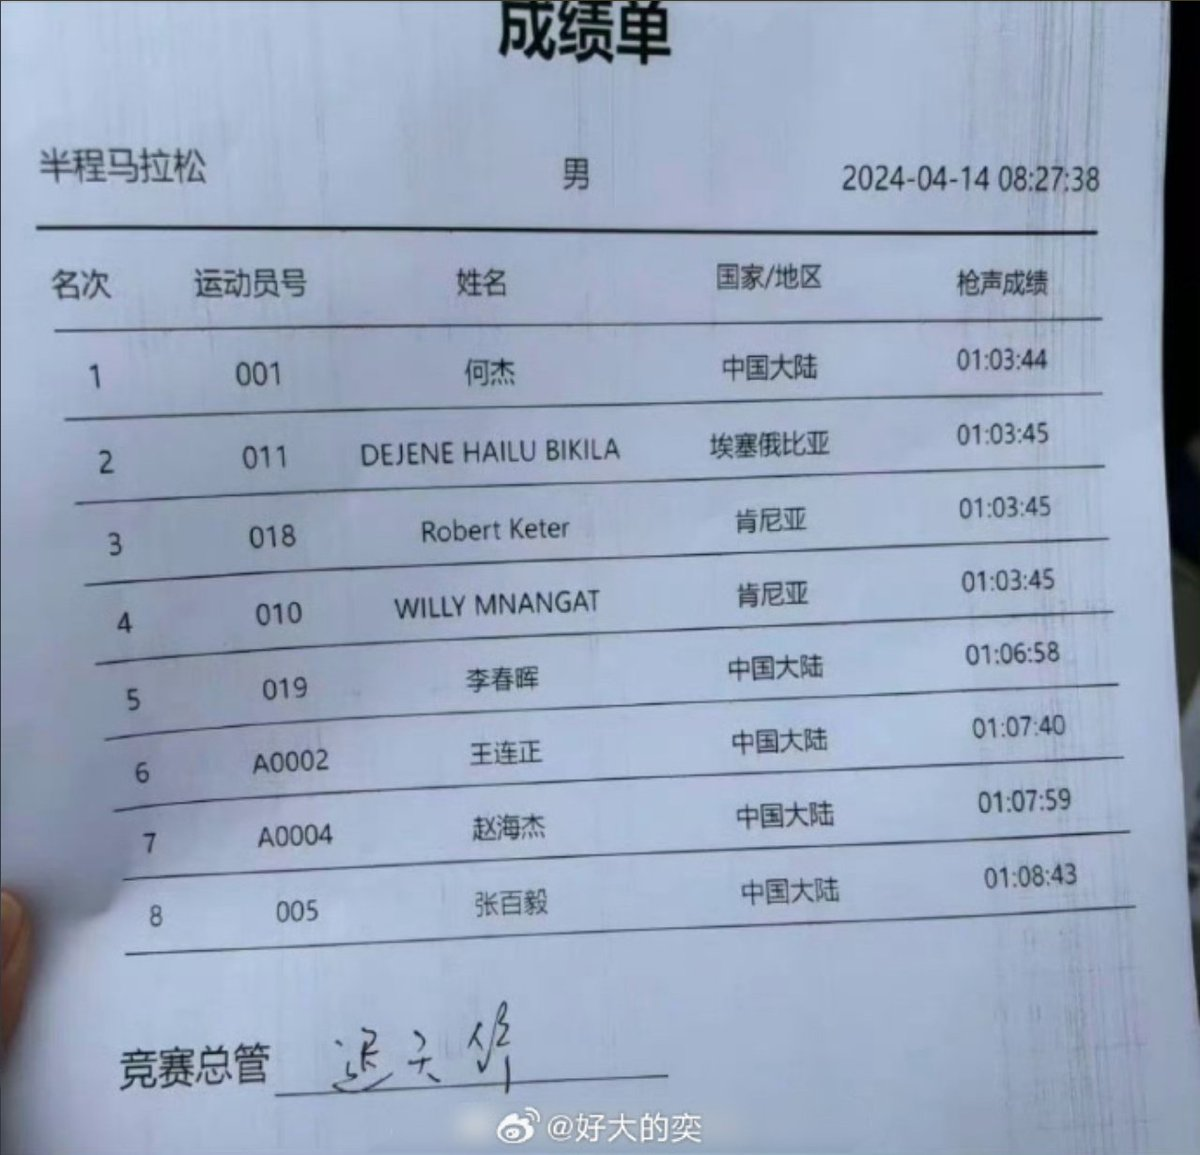 成绩单
半程马拉松 男 2024-04-14 08:27:38
名次 运动员号 姓名 国家/地区 枪声成绩
1 001 何杰 中国大陆 01:03:44
2 011 DEJENE HAILU BIKILA 埃塞俄比亚 01:03:45
3 018 Robert Keter 肯尼亚 01:03:45
4 010 WILLY MNANGAT 肯尼亚 01:03:45
5 019 李春晖 中国大陆 01:06:58
6 A0002 王连正 中国大陆 01:07:40
7 A0004 赵海杰 中国大陆 01:07:59
8 005 张百毅 中国大陆 01:08:43
竞赛总管
@好大的奕